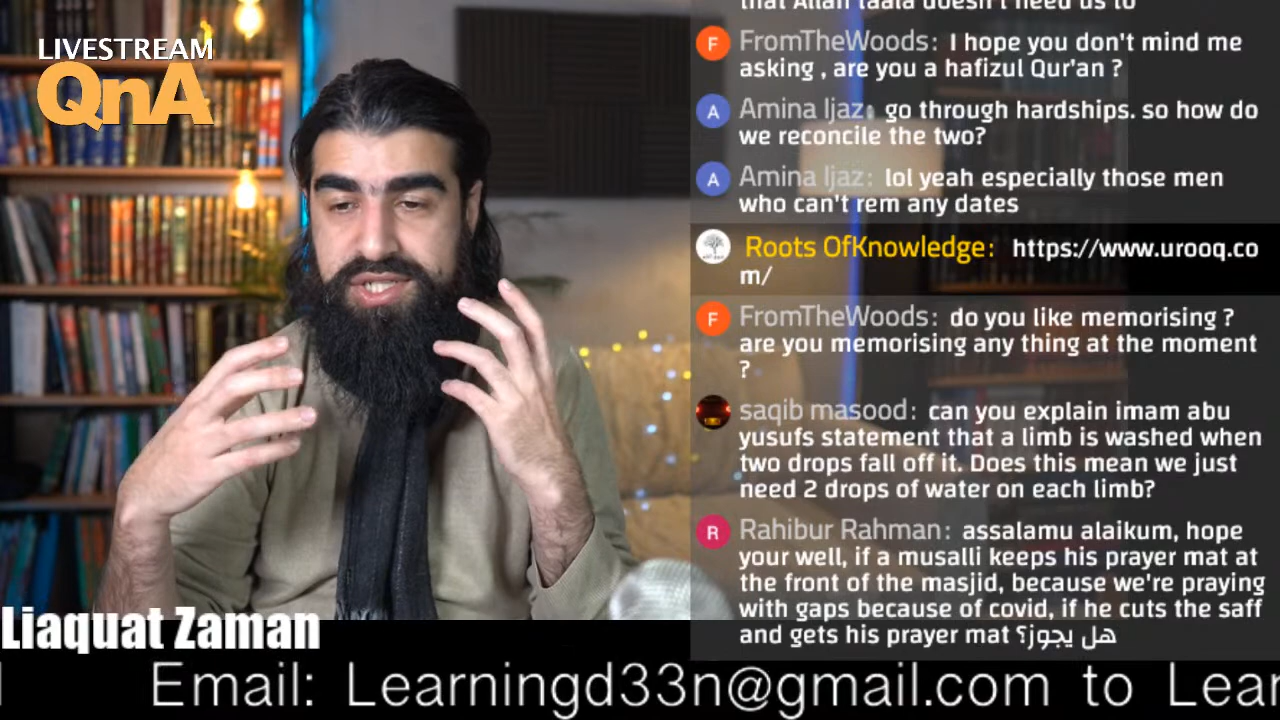 LIVESTREAM
QnA
that Allah taala doesn't need us to
F FromTheWoods: I hope you don't mind me
asking , are you a hafizul Qur'an ?
A Amina Ijaz: go through hardships. so how do
we reconcile the two?
A Amina Ijaz: lol yeah especially those men
who can't rem any dates
Roots OfKnowledge: https://www.urooq.co
m/
F FromTheWoods: do you like memorising ?
are you memorising any thing at the moment
?
saqib masood: can you explain imam abu
yusufs statement that a limb is washed when
two drops fall off it. Does this mean we just
need 2 drops of water on each limb?
R Rahibur Rahman: assalamu alaikum, hope
your well, if a musalli keeps his prayer mat at
the front of the masjid, because we're praying
with gaps because of covid, if he cuts the saff
and gets his prayer mat هل يجوز؟
Liaquat Zaman
Email: Learningd33n@gmail.com to Lear